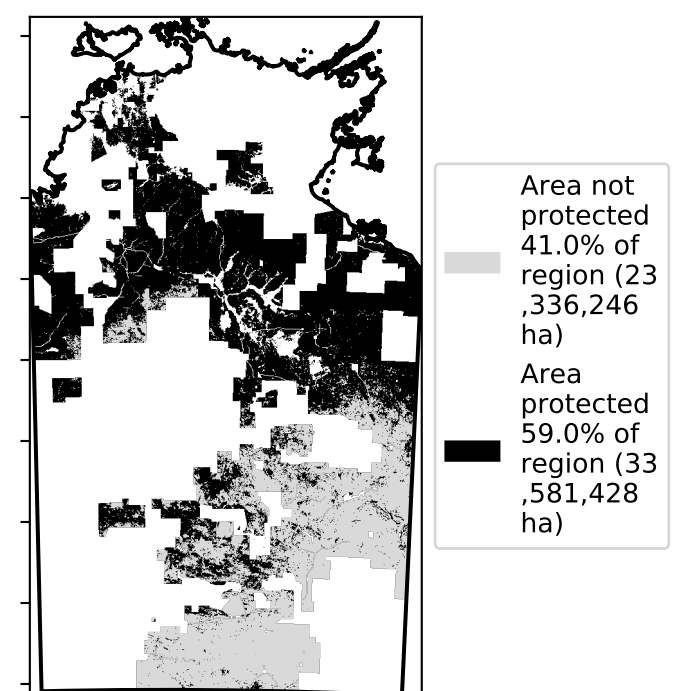 Area not
protected
41.0% of
region (23
,336,246
ha)
Area
protected
59.0% of
region (33
,581,428
ha)